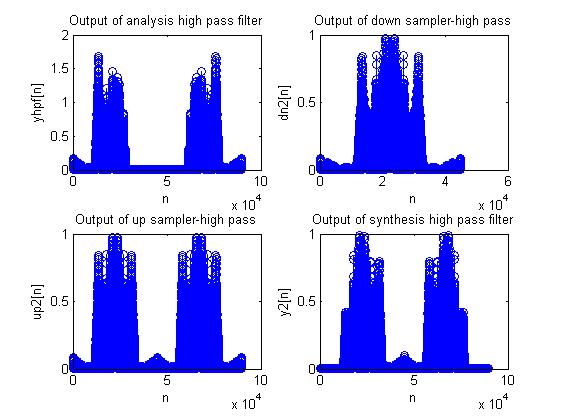 Output of analysis high pass filter
2
1.5
1
0.5
0
yhpf[n]
0
5
10
n
x 10^4
Output of down sampler-high pass
1
0.5
0
dn2[n]
0
2
4
6
n
x 10^4
Output of up sampler-high pass
1
0.5
0
up2[n]
0
5
10
n
x 10^4
Output of synthesis high pass filter
1
0.5
0
y2[n]
0
5
10
n
x 10^4